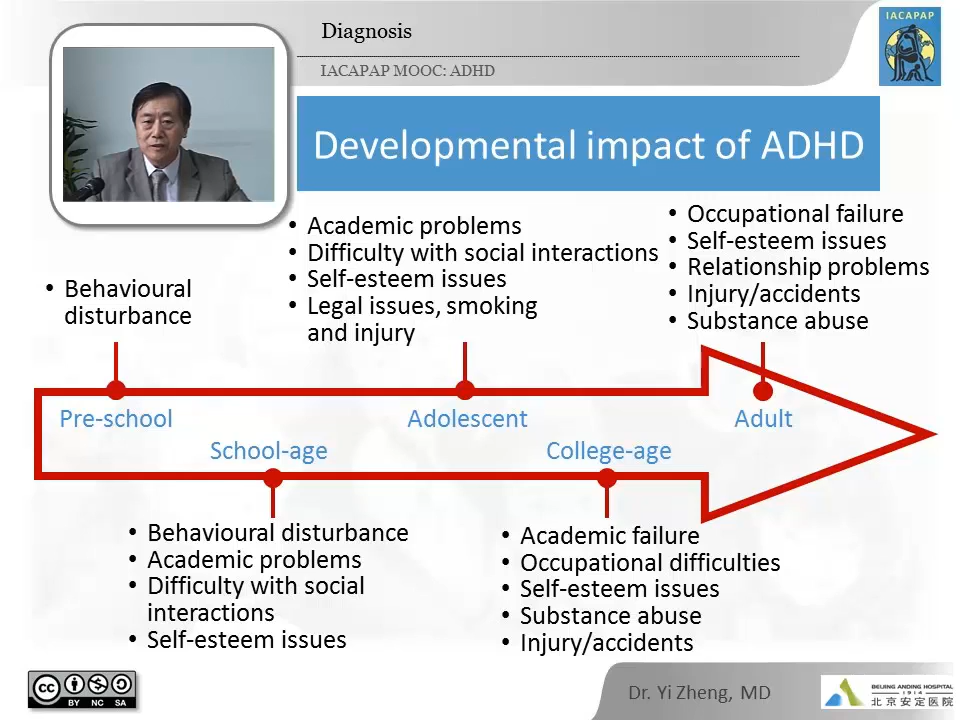 Diagnosis
IACAPAP MOOC: ADHD
IACAPAP
Developmental impact of ADHD
• Behavioural
disturbance
• Academic problems
• Difficulty with social interactions
• Self-esteem issues
• Legal issues, smoking
and injury
• Occupational failure
• Self-esteem issues
• Relationship problems
• Injury/accidents
• Substance abuse
Pre-school
School-age
Adolescent
College-age
Adult
• Behavioural disturbance
• Academic problems
• Difficulty with social
interactions
• Self-esteem issues
• Academic failure
• Occupational difficulties
• Self-esteem issues
• Substance abuse
• Injury/accidents
cc
BY NC SA
Dr. Yi Zheng, MD
BEIJING ANDING HOSPITAL
1914
北京安定医院